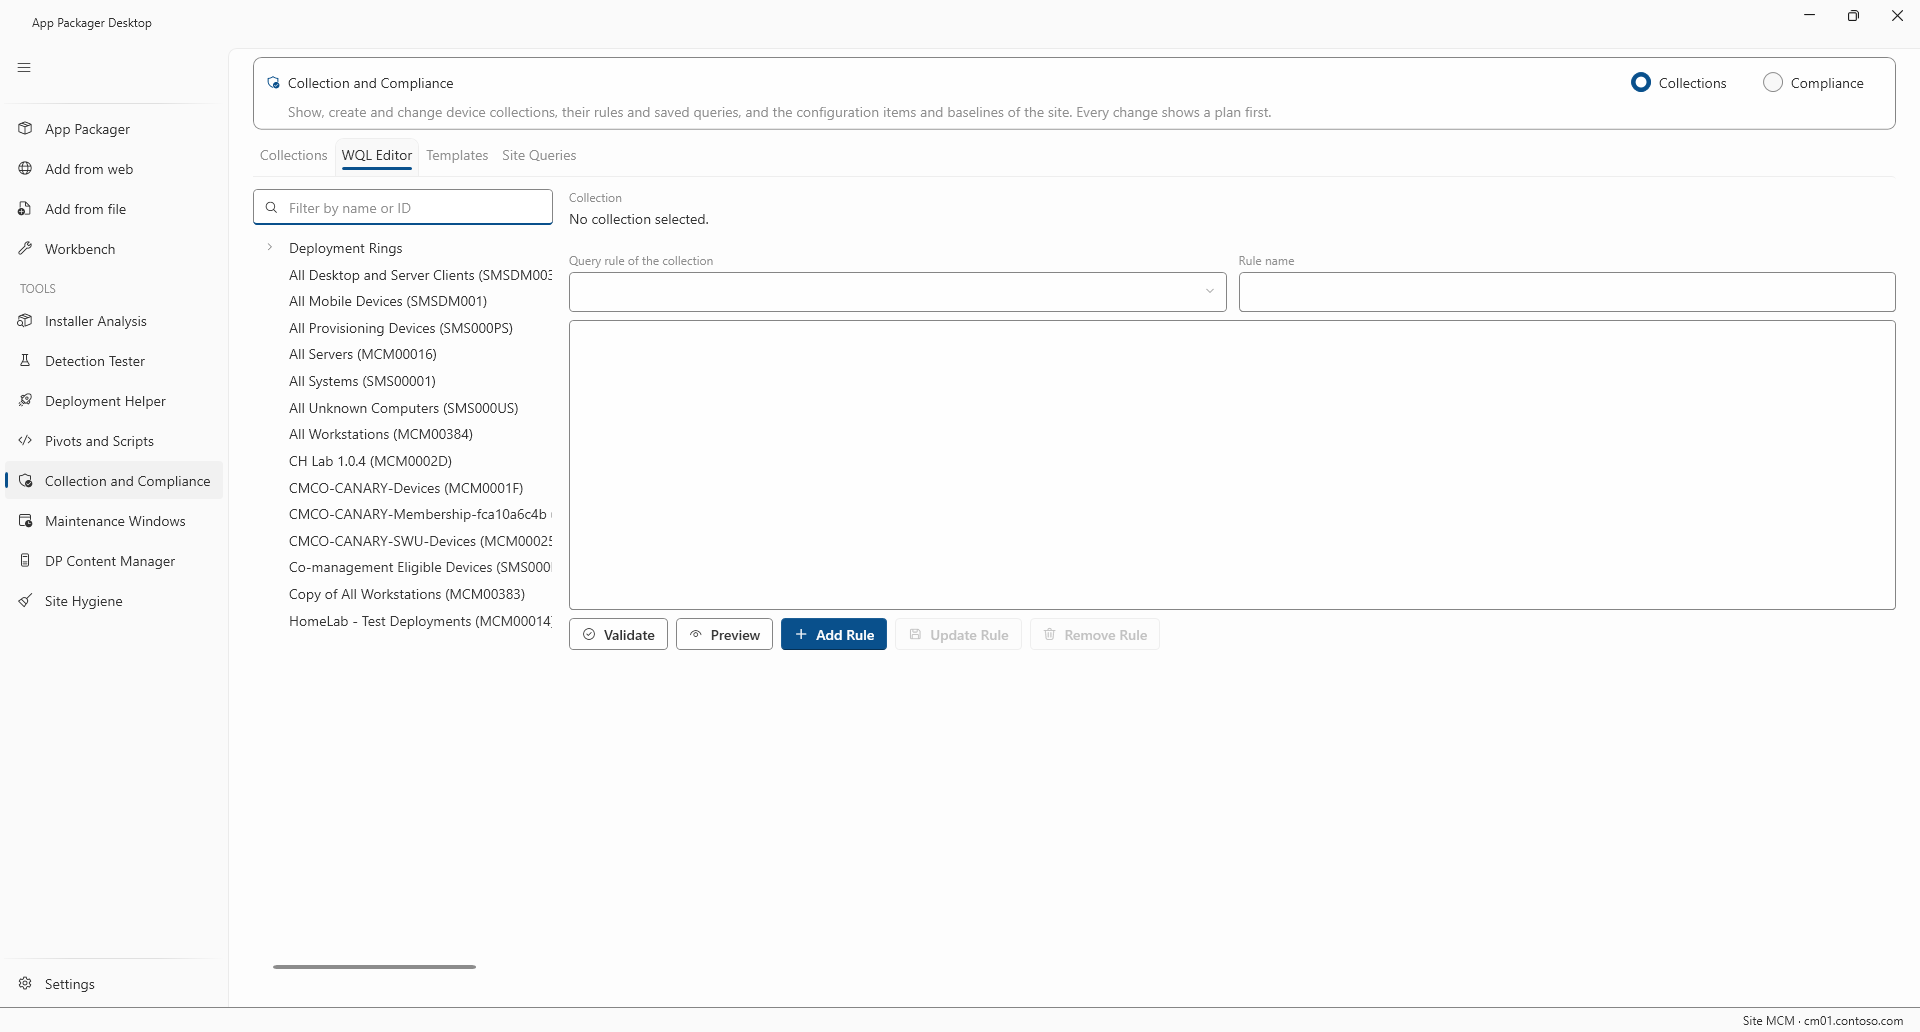 App Packager Desktop
App Packager
Add from web
Add from file
Workbench
TOOLS
Installer Analysis
Detection Tester
Deployment Helper
Pivots and Scripts
Collection and Compliance
Maintenance Windows
DP Content Manager
Site Hygiene
Settings
Collection and Compliance
Show, create and change device collections, their rules and saved queries, and the configuration items and baselines of the site. Every change shows a plan first.
Collections
Compliance
Collections
WQL Editor
Templates
Site Queries
Filter by name or ID
Deployment Rings
All Desktop and Server Clients (SMSDM003
All Mobile Devices (SMSDM001)
All Provisioning Devices (SMS000PS)
All Servers (MCM00016)
All Systems (SMS00001)
All Unknown Computers (SMS000US)
All Workstations (MCM00384)
CH Lab 1.0.4 (MCM0002D)
CMCO-CANARY-Devices (MCM0001F)
CMCO-CANARY-Membership-fca10a6c4b
CMCO-CANARY-SWU-Devices (MCM00025
Co-management Eligible Devices (SMS000
Copy of All Workstations (MCM00383)
HomeLab - Test Deployments (MCM00014)
Collection
No collection selected.
Query rule of the collection
Rule name
Validate
Preview
Add Rule
Update Rule
Remove Rule
Site MCM · cm01.contoso.com